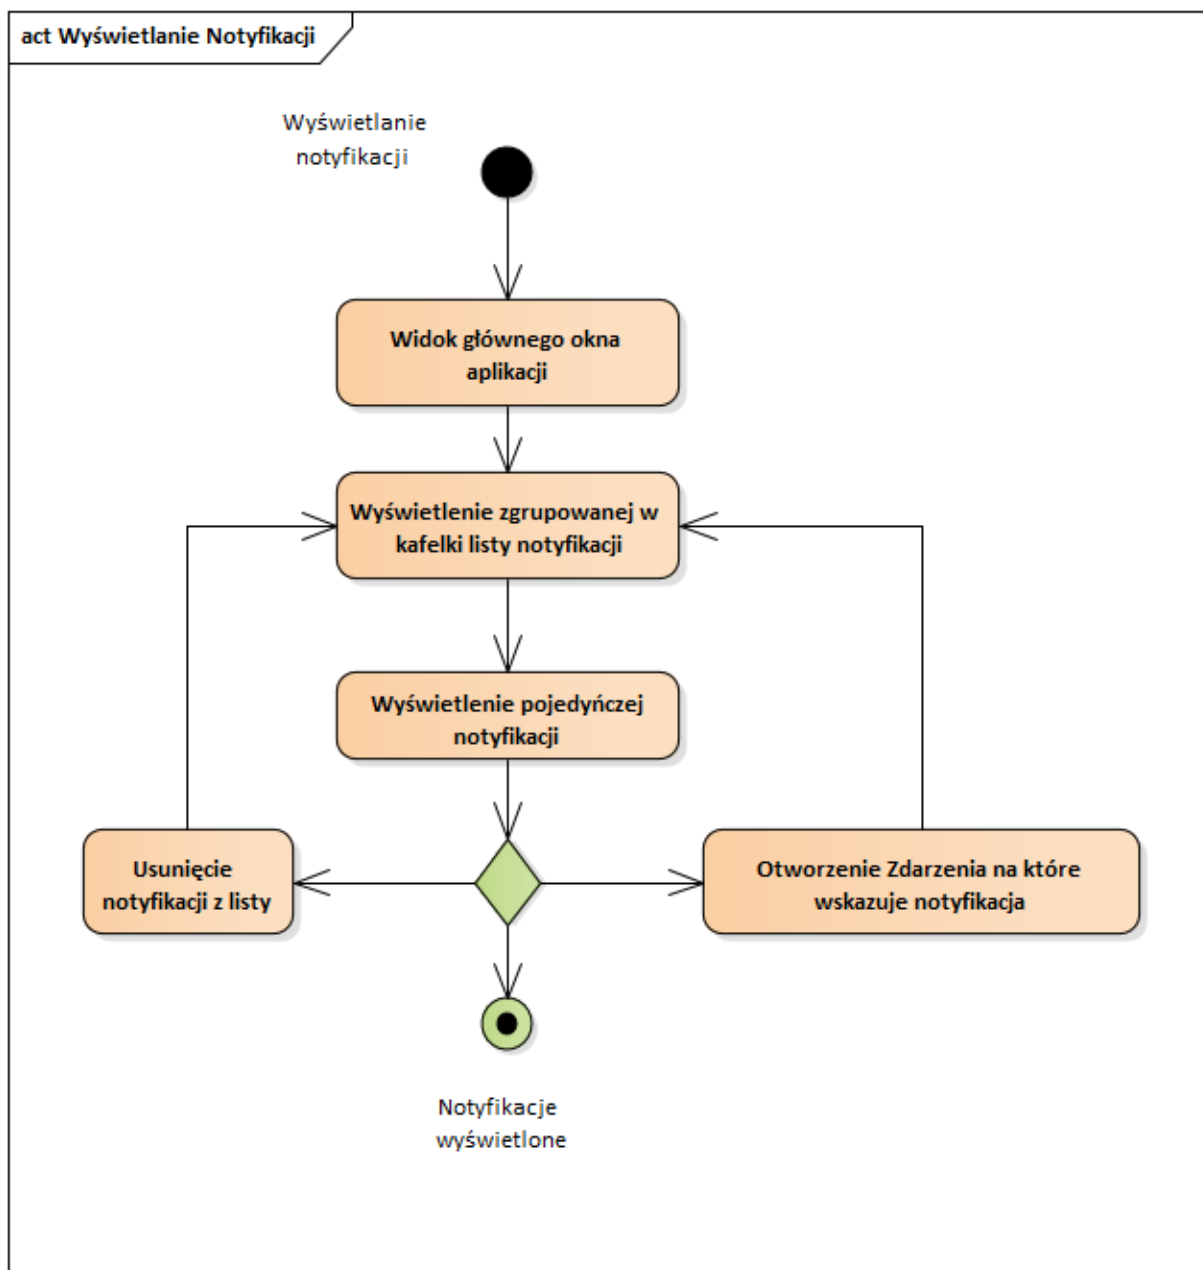 act Wyświetlanie Notyfikacji
Wyświetlanie
notyfikacji
Widok głównego okna
aplikacji
Wyświetlenie zgrupowanej w
kafelki listy notyfikacji
Wyświetlenie pojedyńczej
notyfikacji
Usunięcie
notyfikacji z listy
Otworzenie Zdarzenia na które
wskazuje notyfikacja
Notyfikacje
wyświetlone